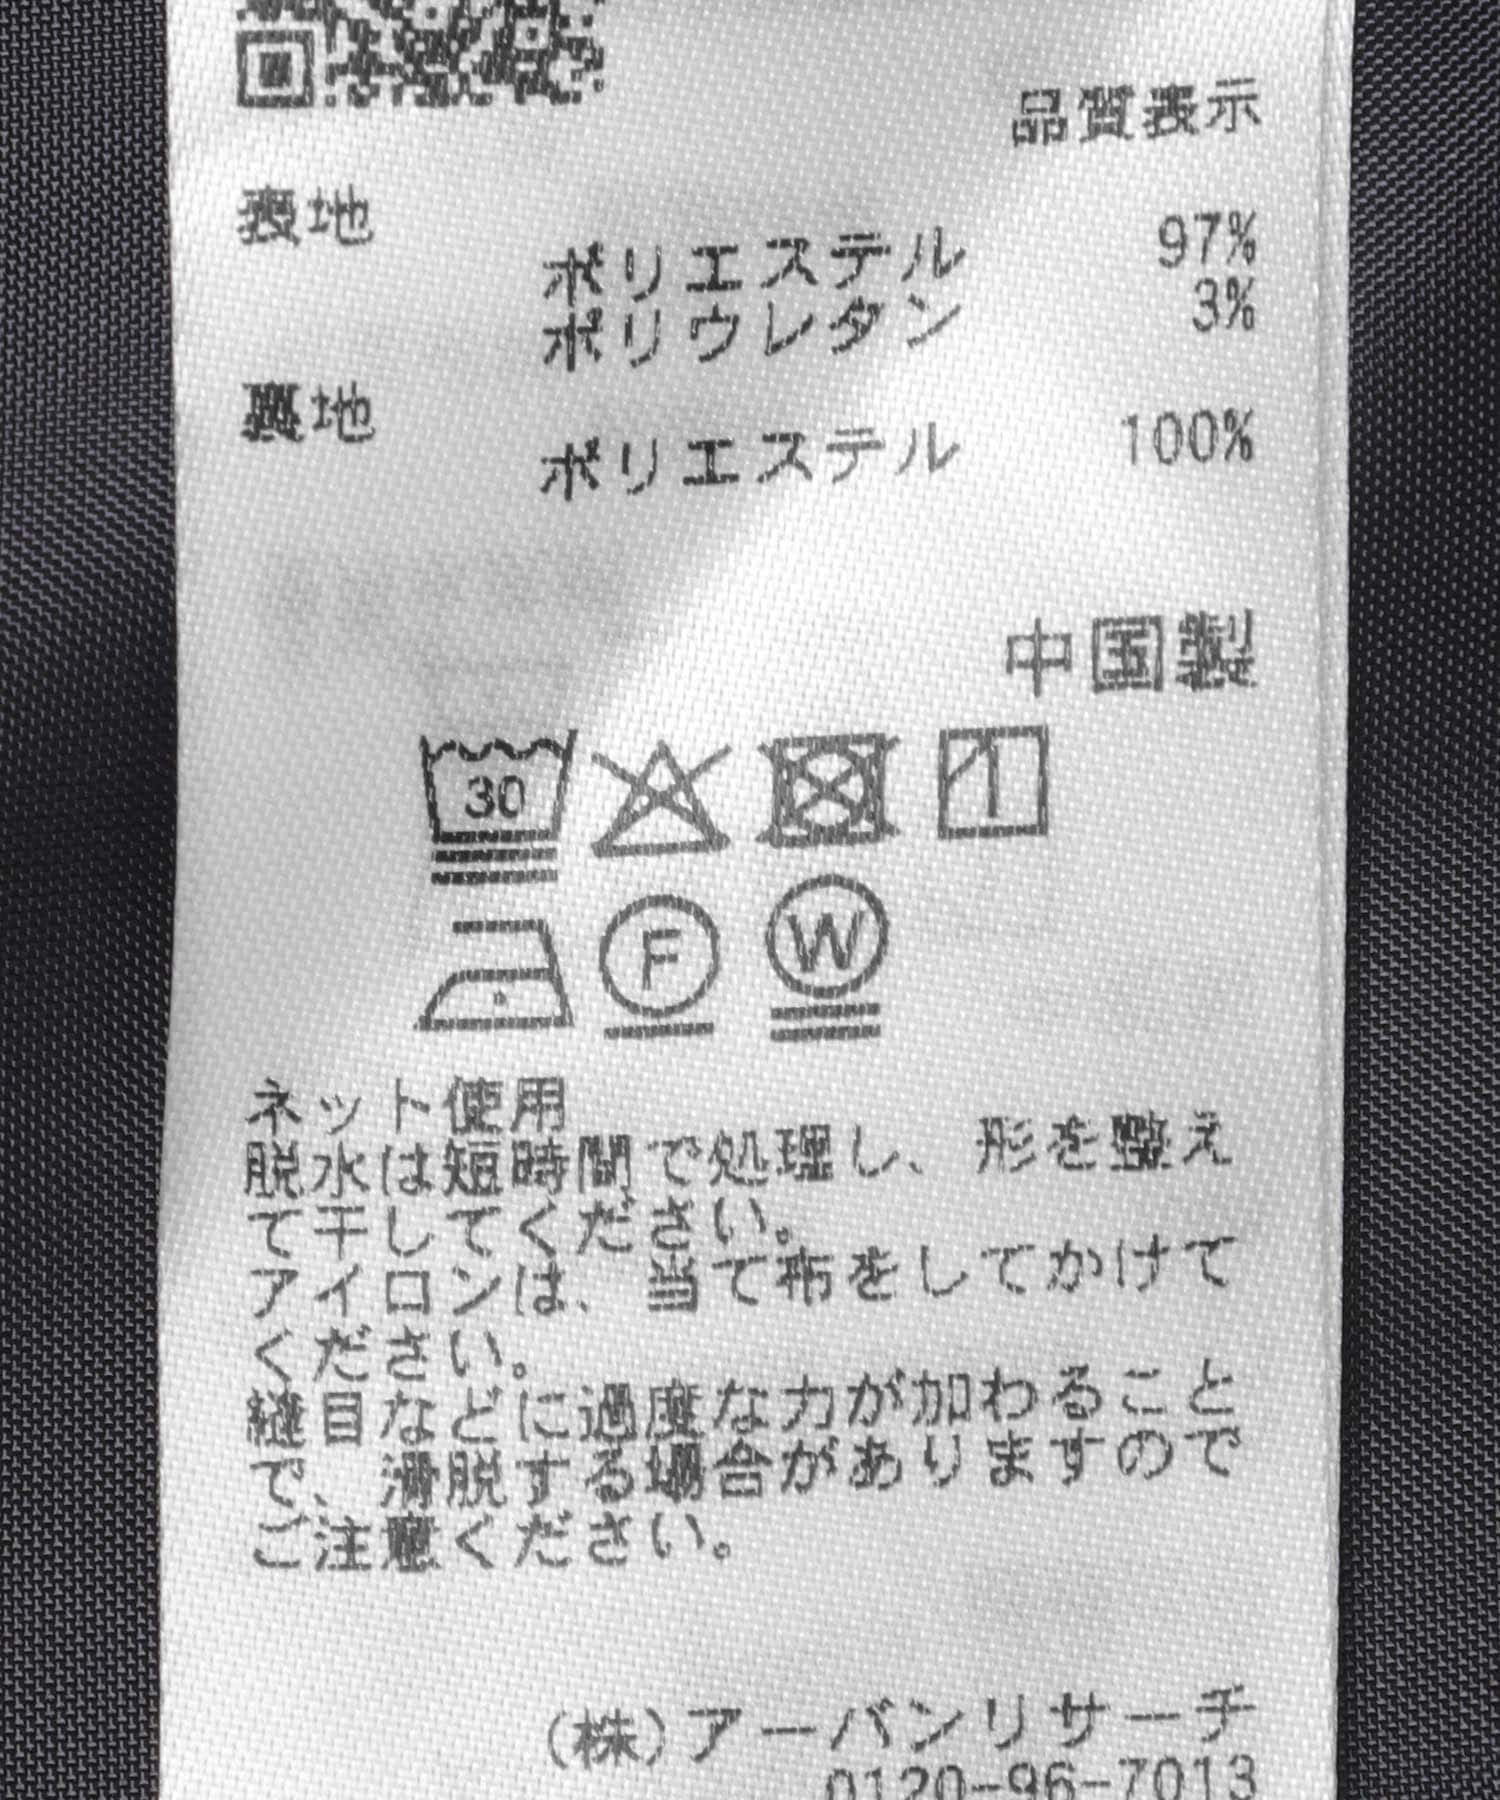 品質表示
表地
ポリエステル 97%
ポリウレタン 3%
裏地
ポリエステル 100%
中国製
30
F W
ネット使用
脱水は短時間で処理し、形を整え
て干してください。
アイロンは、当て布をしてかけて
ください。
縫目などに過度な力が加わること
で、滑脱する場合がありますので
ご注意ください。
(株)アーバンリサーチ
0120-96-7013